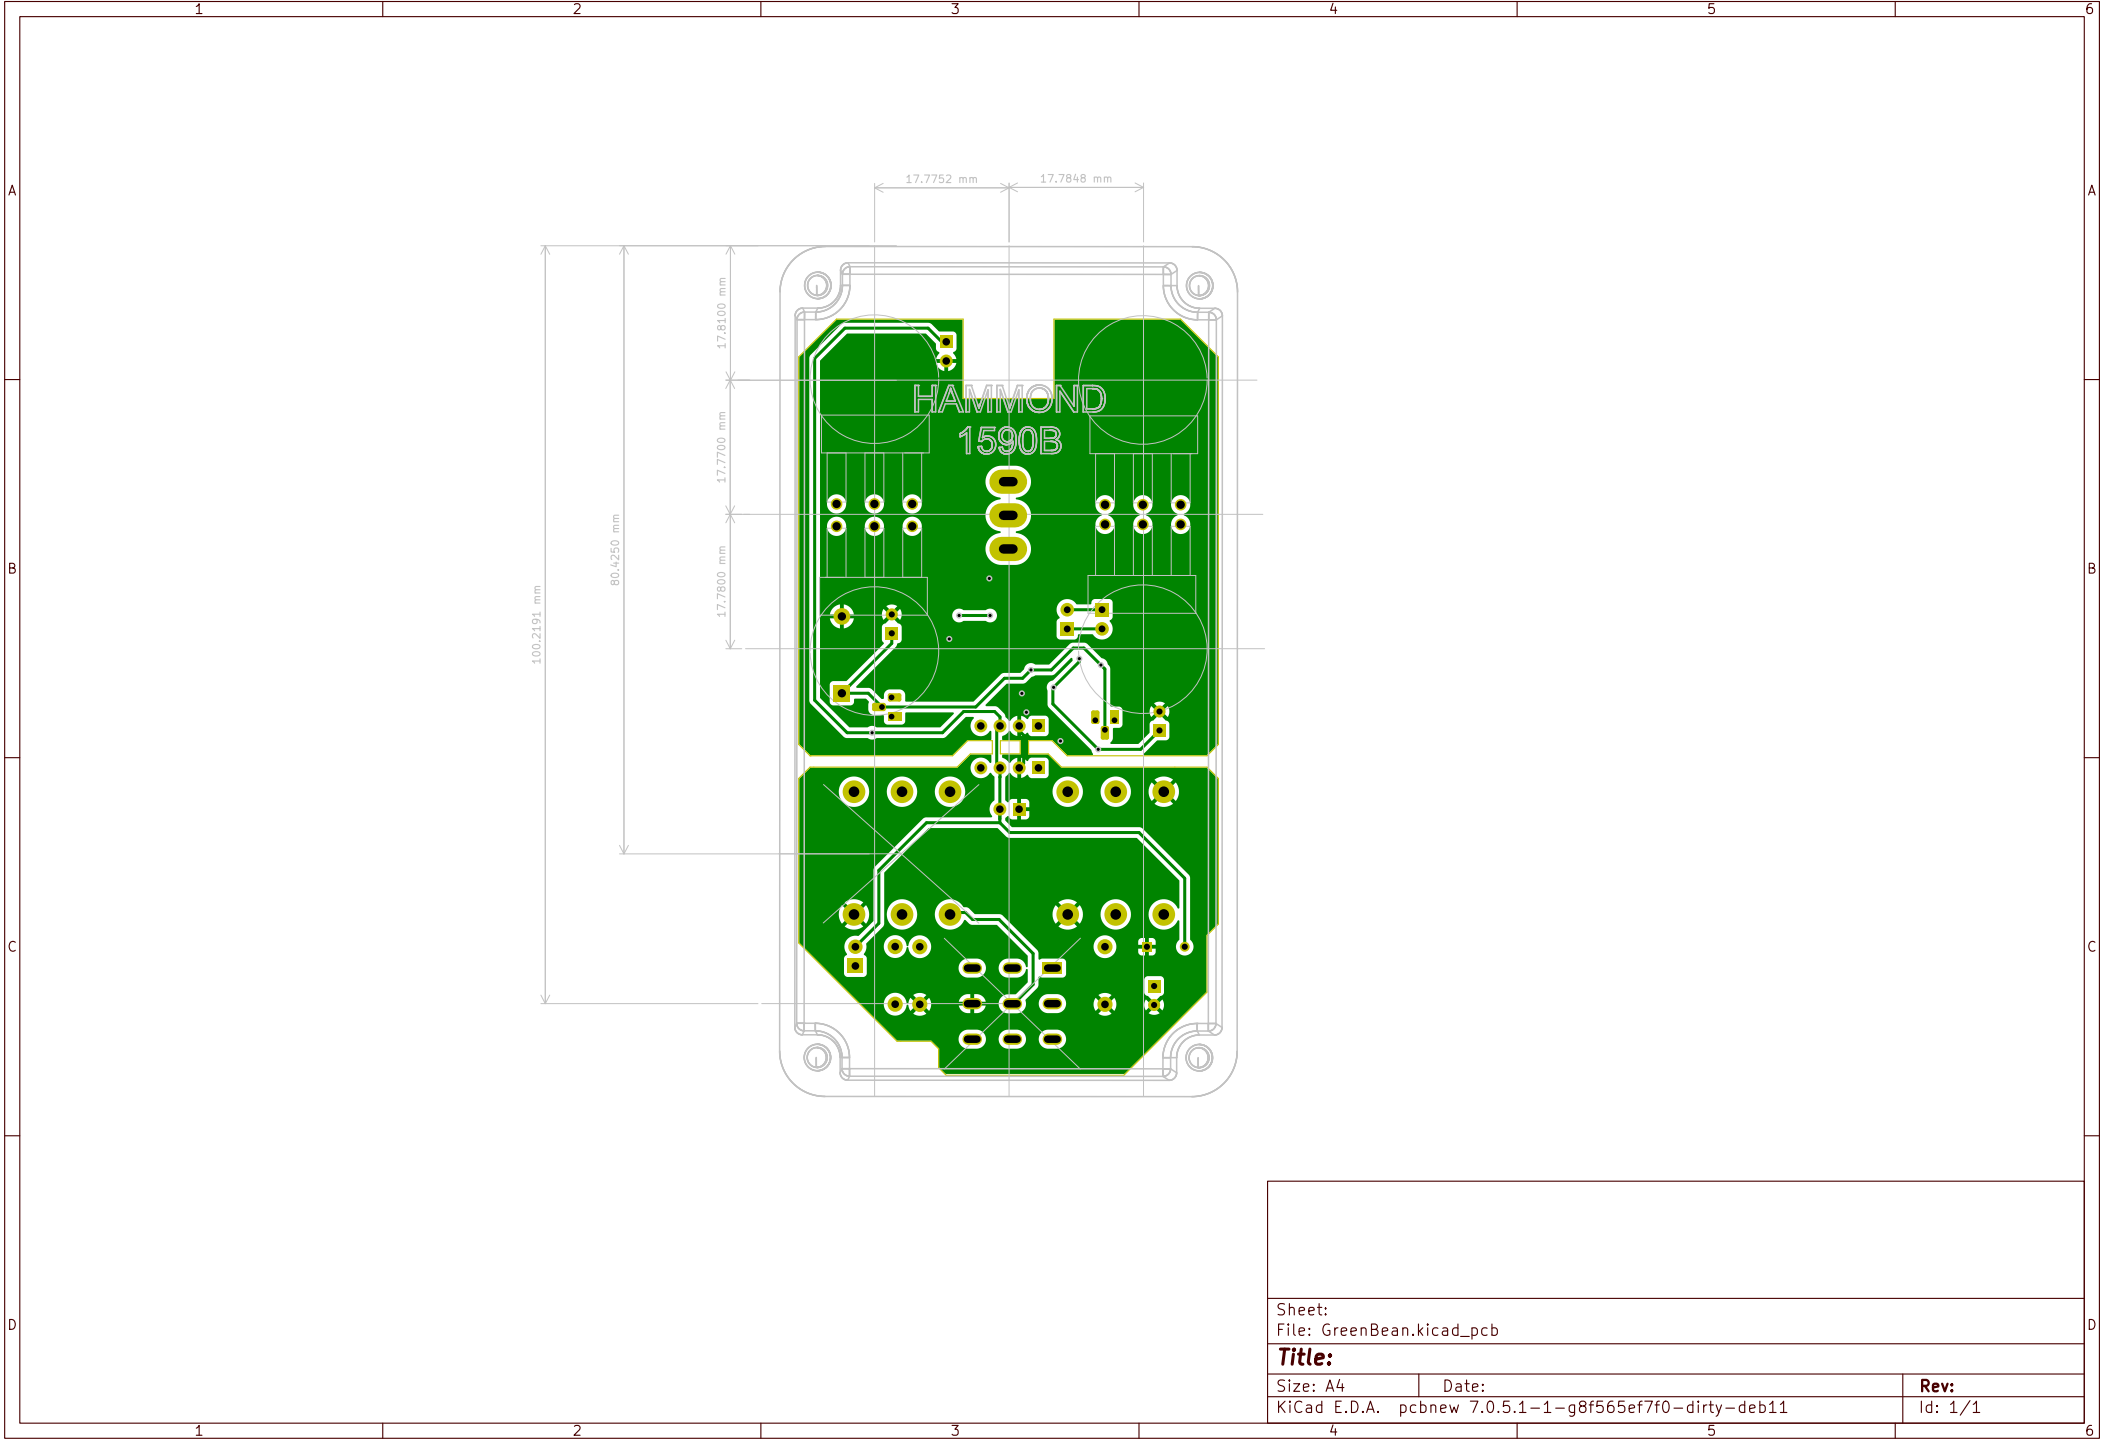 1 2 3 4 5 6
A A
17.7752 mm 17.7848 mm
17.8100 mm
B B
HAMMOND
1590B
17.7700 mm
80.4250 mm
17.7800 mm
100.2191 mm
C C
D D
Sheet:
File: GreenBean.kicad_pcb
Title:
Size: A4 Date: Rev:
KiCad E.D.A. pcbnew 7.0.5.1-1-g8f565ef7f0-dirty-deb11 Id: 1/1
1 2 3 4 5 6